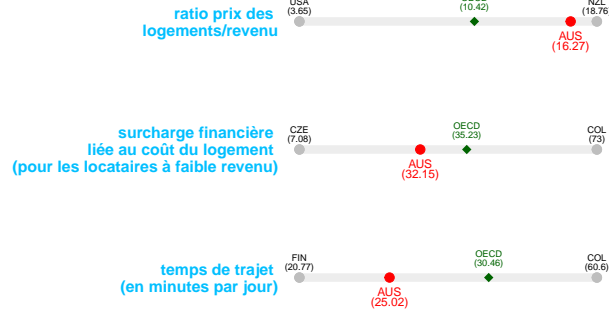 USA
(3.65)
OECD
(10.42)
NZL
(18.76)
ratio prix des
logements/revenu
AUS
(16.27)
surcharge financière
liée au coût du logement
(pour les locataires à faible revenu)
CZE
(7.08)
OECD
(35.23)
COL
(73)
AUS
(32.15)
temps de trajet
(en minutes par jour)
FIN
(20.77)
OECD
(30.46)
COL
(60.6)
AUS
(25.02)